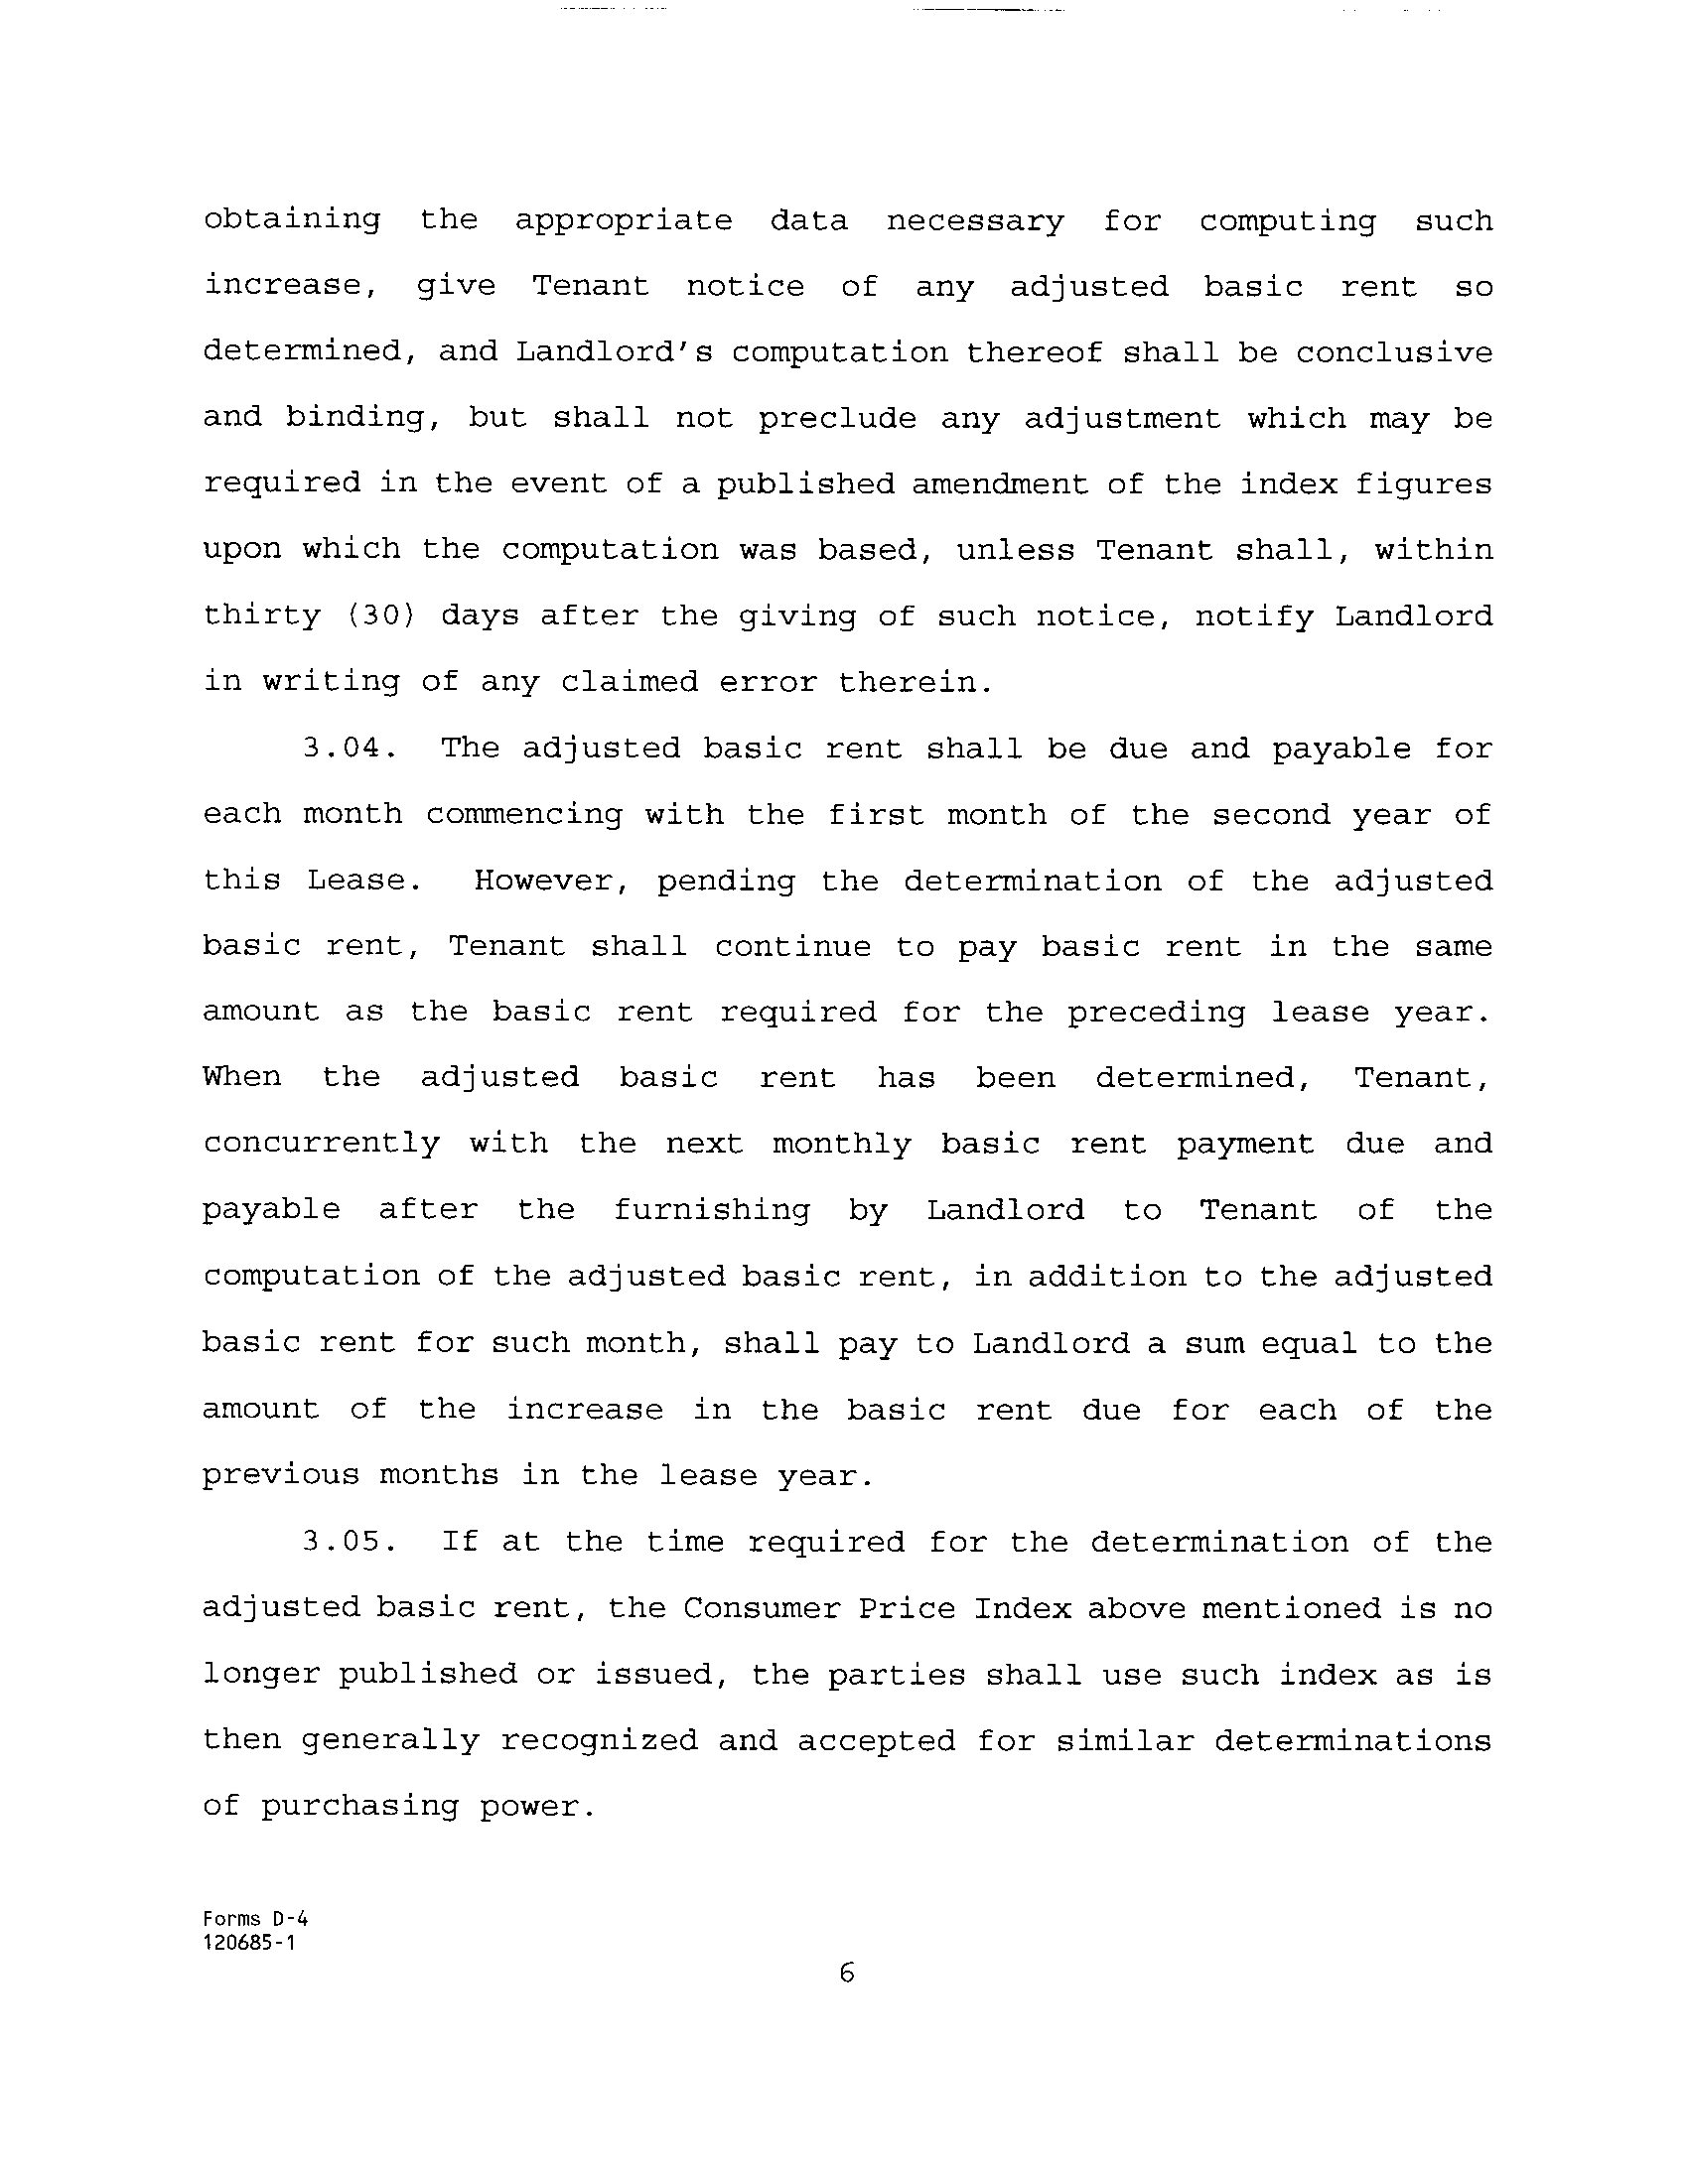 obtaining the appropriate data necessary for computing such
increase, give Tenant notice of any adjusted basic rent so
determined, and Landlord's computation thereof shall be conclusive
and binding, but shall not preclude any adjustment which may be
required in the event of a published amendment of the index figures
upon which the computation was based, unless Tenant shall, within
thirty (30) days after the giving of such notice, notify Landlord
in writing of any claimed error therein.
3.04. The adjusted basic rent shall be due and payable for
each month commencing with the first month of the second year of
this Lease. However, pending the determination of the adjusted
basic rent, Tenant shall continue to pay basic rent in the same
amount as the basic rent required for the preceding lease year.
When the adjusted basic rent has been determined, Tenant,
concurrently with the next monthly basic rent payment due and
payable after the furnishing by Landlord to Tenant of the
computation of the adjusted basic rent, in addition to the adjusted
basic rent for such month, shall pay to Landlord a sum equal to the
amount of the increase in the basic rent due for each of the
previous months in the lease year.
3.05. If at the time required for the determination of the
adjusted basic rent, the Consumer Price Index above mentioned is no
longer published or issued, the parties shall use such index as is
then generally recognized and accepted for similar determinations
of purchasing power.
Forms D-4
120685-1
6